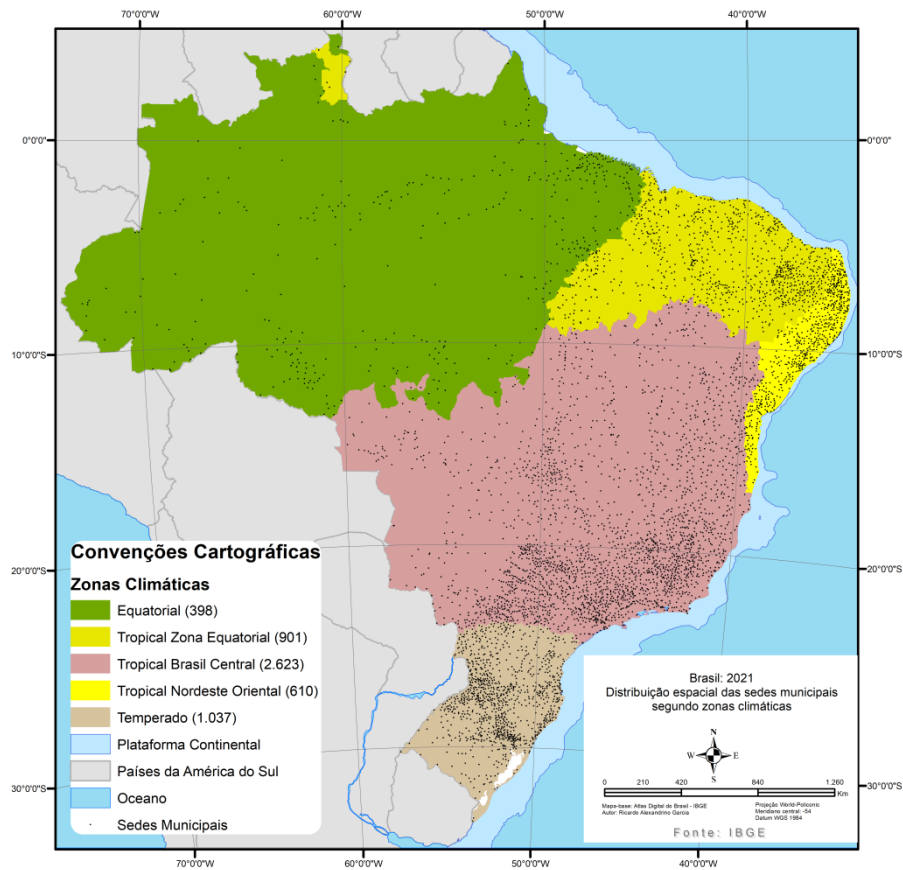 70°0'0"W
60°0'0"W
50°0'0"W
40°0'0"W
0°0'0"
0°0'0"
10°0'0"S
10°0'0"S
20°0'0"S
20°0'0"S
30°0'0"S
30°0'0"S
Convenções Cartográficas
Zonas Climáticas
Equatorial (398)
Tropical Zona Equatorial (901)
Tropical Brasil Central (2.623)
Tropical Nordeste Oriental (610)
Temperado (1.037)
Plataforma Continental
Países da América do Sul
Oceano
Sedes Municipais
Brasil: 2021
Distribuição espacial das sedes municipais
segundo zonas climáticas
N
W E
S
0 210 420 840 1.260
Km
Mapa-base: Atlas Digital do Brasil - IBGE
Autor: Ricardo Alexandrino Garcia
Projeção World-Policonic
Meridiano central: -54
Datum WGS 1984
Fonte: IBGE
70°0'0"W
60°0'0"W
50°0'0"W
40°0'0"W